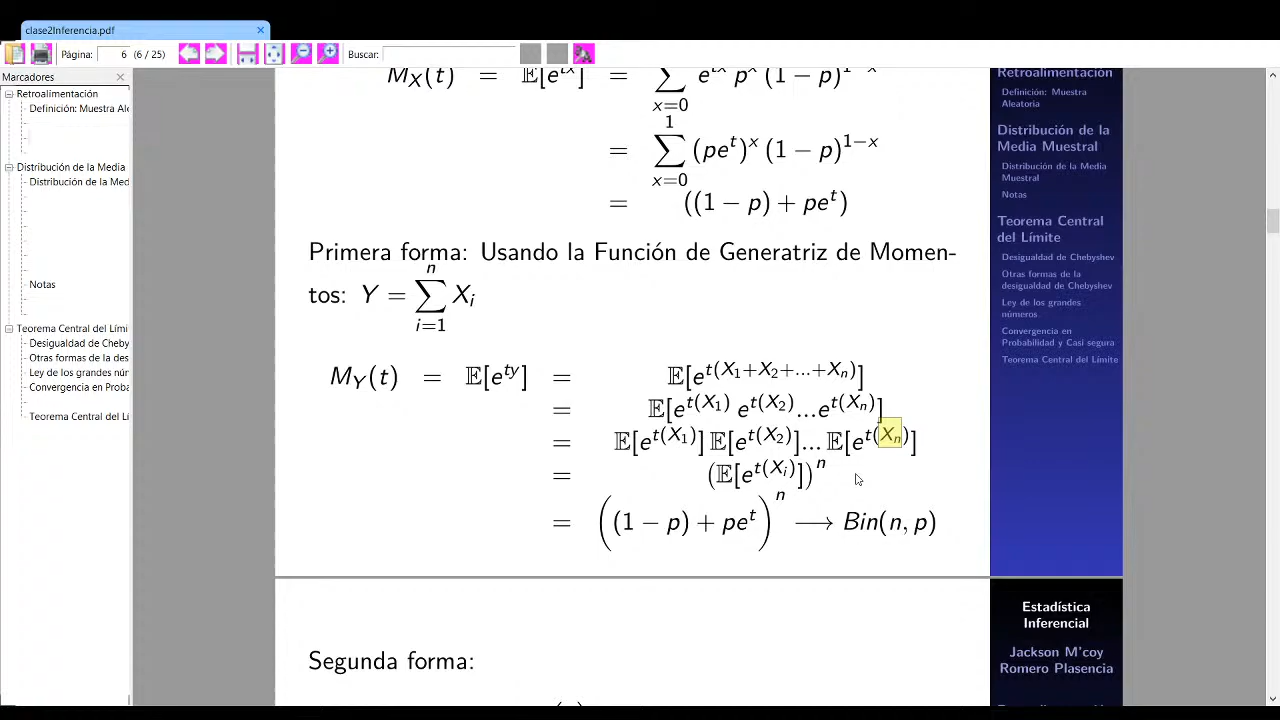 clase2Inferencia.pdf ×
Página: 6 (6 / 25) Buscar:
Marcadores ×
Retroalimentación
Definición: Muestra Ale
Distribución de la Media
Distribución de la Med
Notas
Teorema Central del Lími
Desigualdad de Chebys
Otras formas de la des
Ley de los grandes núm
Convergencia en Proba
Teorema Central del Lí
M_X(t) = 𝔼[e^{tx}] = ∑_{x=0} e^{tx} p^x (1 − p)^{1−x}
= ∑_{x=0}^{1} (pe^t)^x (1 − p)^{1−x}
= ((1 − p) + pe^t)
Primera forma: Usando la Función de Generatriz de Momen-
tos: Y = ∑_{i=1}^{n} X_i
M_Y(t) = 𝔼[e^{ty}] = 𝔼[e^{t(X_1+X_2+...+X_n)}]
= 𝔼[e^{t(X_1)} e^{t(X_2)}...e^{t(X_n)}]
= 𝔼[e^{t(X_1)}] 𝔼[e^{t(X_2)}]... 𝔼[e^{t(X_n)}]
= (𝔼[e^{t(X_i)}])^n
= ((1 − p) + pe^t)^n ⟶ Bin(n, p)
Segunda forma:
Retroalimentación
Definición: Muestra
Aleatoria
Distribución de la
Media Muestral
Distribución de la Media
Muestral
Notas
Teorema Central
del Límite
Desigualdad de Chebyshev
Otras formas de la
desigualdad de Chebyshev
Ley de los grandes
números
Convergencia en
Probabilidad y Casi segura
Teorema Central del Límite
Estadística
Inferencial
Jackson M'coy
Romero Plasencia